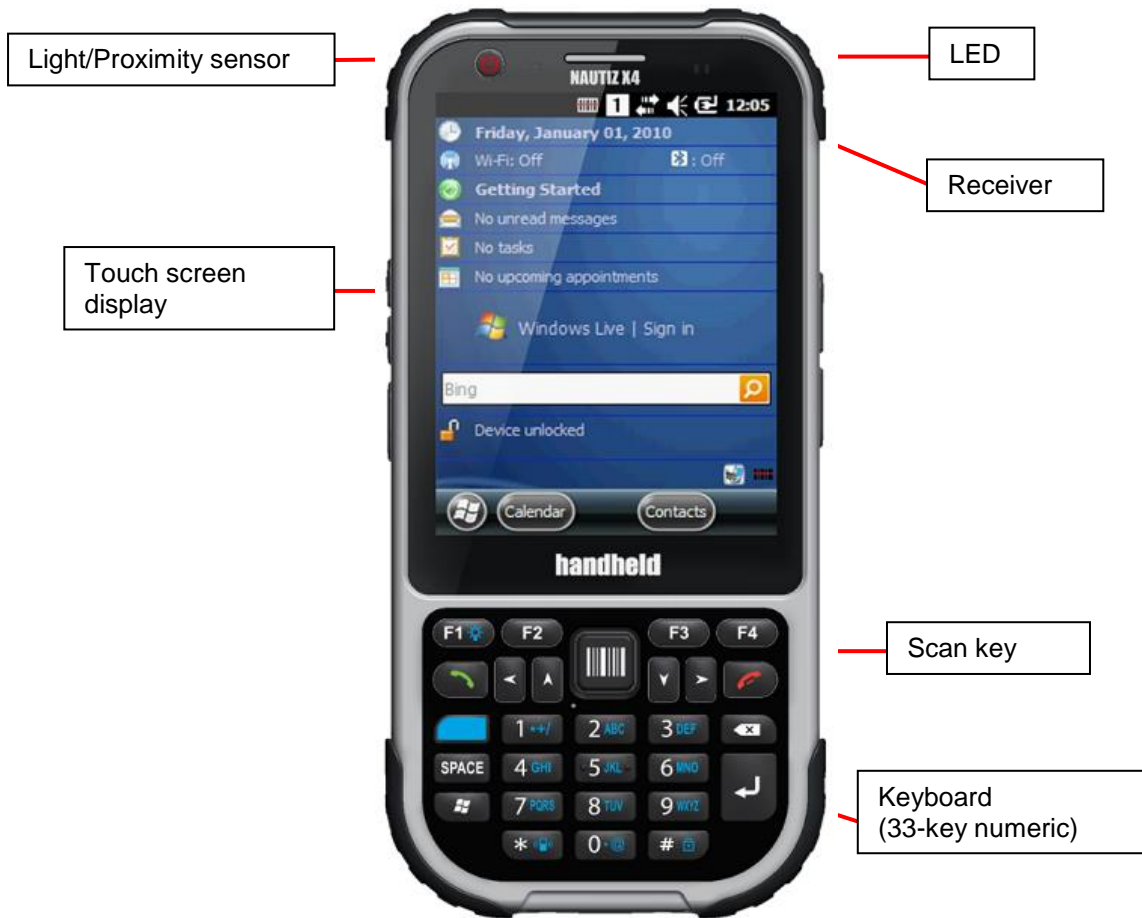 Light/Proximity sensor
LED
NAUTIZ X4
1 12:05
Friday, January 01, 2010
Wi-Fi: Off : Off
Receiver
Getting Started
No unread messages
No tasks
Touch screen
display
No upcoming appointments
Windows Live | Sign in
Bing
Device unlocked
Calendar Contacts
handheld
F1 F2 F3 F4
Scan key
< ∧ ∨ >
1 *+/ 2 ABC 3 DEF
SPACE 4 GHI 5 JKL 6 MNO
7 PQRS 8 TUV 9 WXYZ
* 0 · @ #
Keyboard
(33-key numeric)